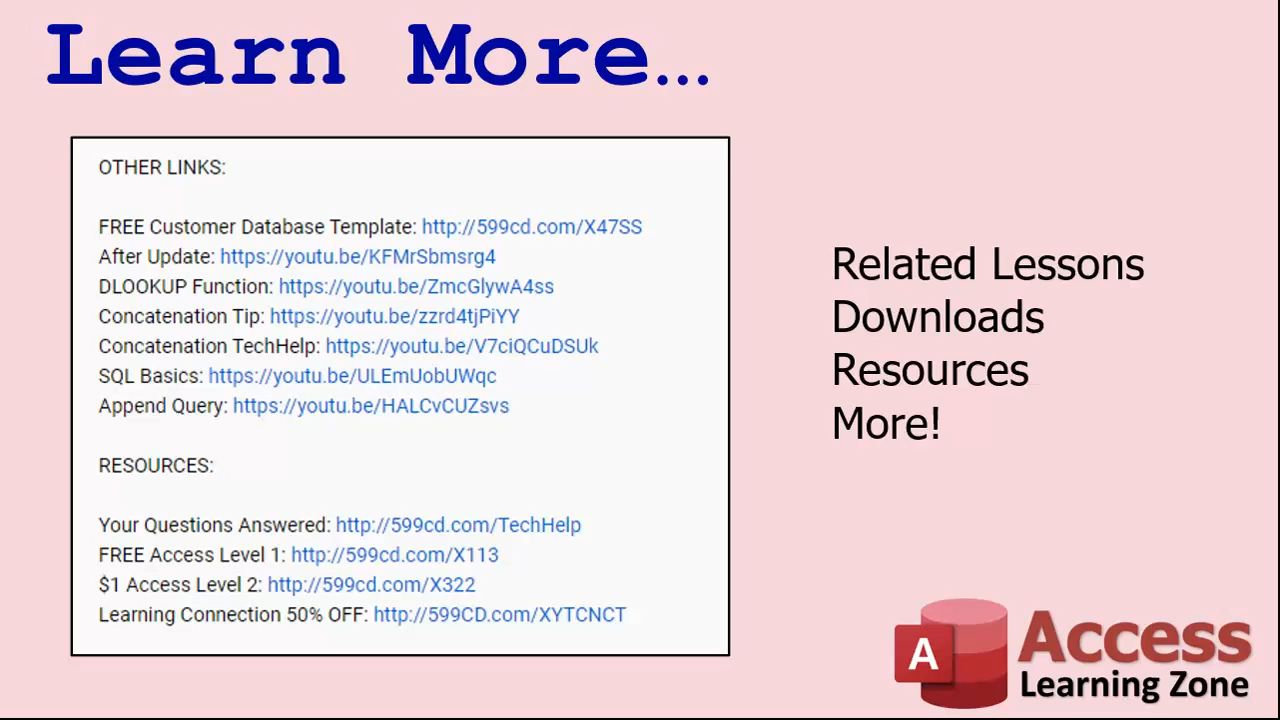 Learn More...
OTHER LINKS:
FREE Customer Database Template: http://599cd.com/X47SS
After Update: https://youtu.be/KFMrSbmsrg4
DLOOKUP Function: https://youtu.be/ZmcGlywA4ss
Concatenation Tip: https://youtu.be/zzrd4tjPiYY
Concatenation TechHelp: https://youtu.be/V7ciQCuDSUk
SQL Basics: https://youtu.be/ULEmUobUWqc
Append Query: https://youtu.be/HALCvCUZsvs
RESOURCES:
Your Questions Answered: http://599cd.com/TechHelp
FREE Access Level 1: http://599cd.com/X113
$1 Access Level 2: http://599cd.com/X322
Learning Connection 50% OFF: http://599CD.com/XYTCNCT
Related Lessons
Downloads
Resources
More!
A
Access
Learning Zone